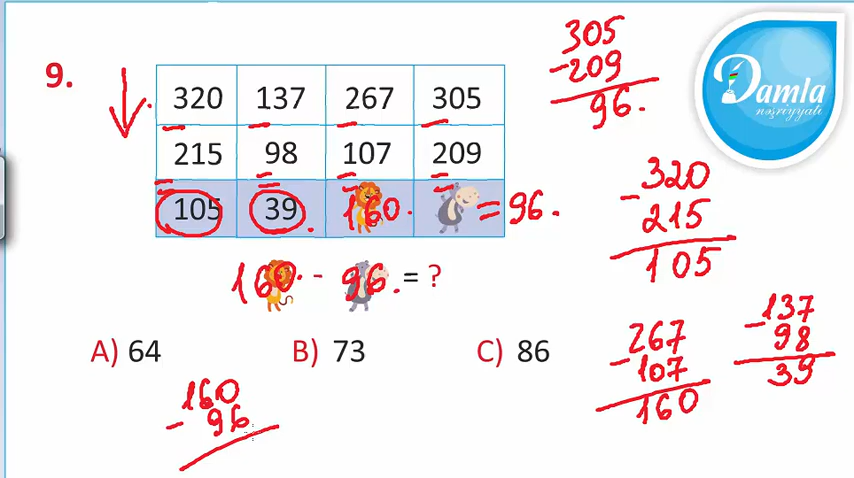 9.
320 137 267 305
215 98 107 209
105 39 160. = 96.
160. - 96. = ?
A) 64 B) 73 C) 86
305
-209
96.
Damla
nəşriyyatı
320
-215
105
267
-107
160
137
-98
39
160
-96